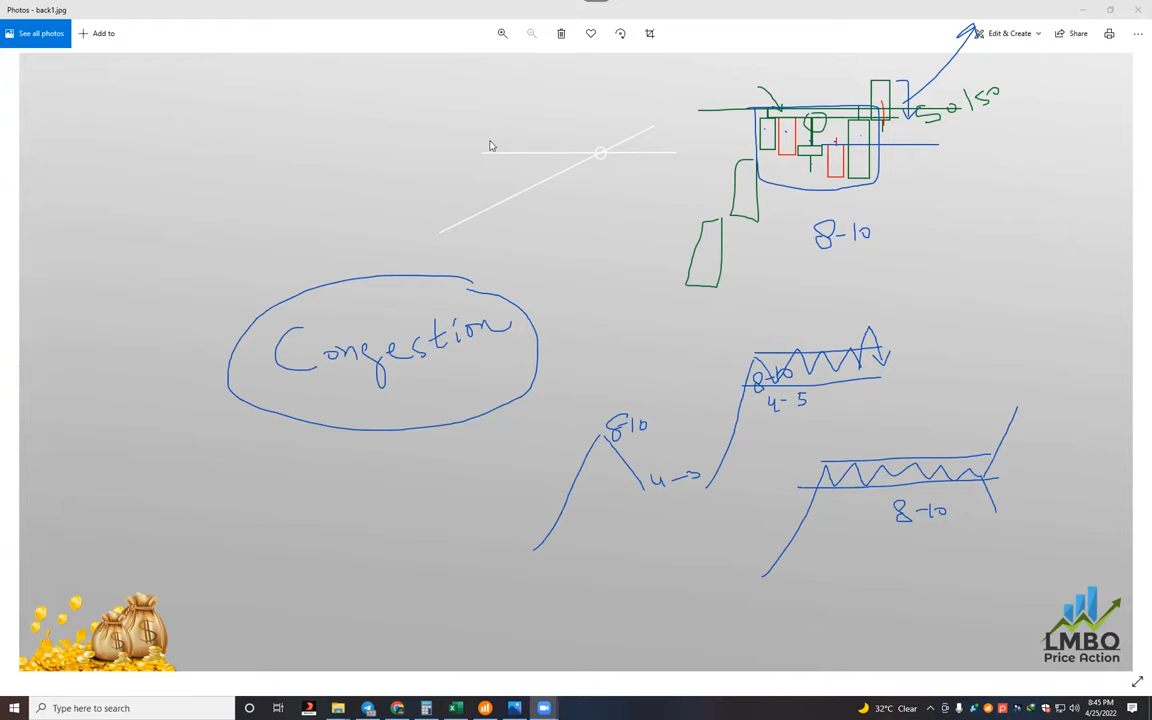 Photos - back1.jpg
See all photos
Add to
Edit & Create
Share
50 150
8-10
Congestion
8-10
4-5
8-10
4
8-10
LMBQ
Price Action
Type here to search
32°C Clear
8:45 PM
4/25/2022